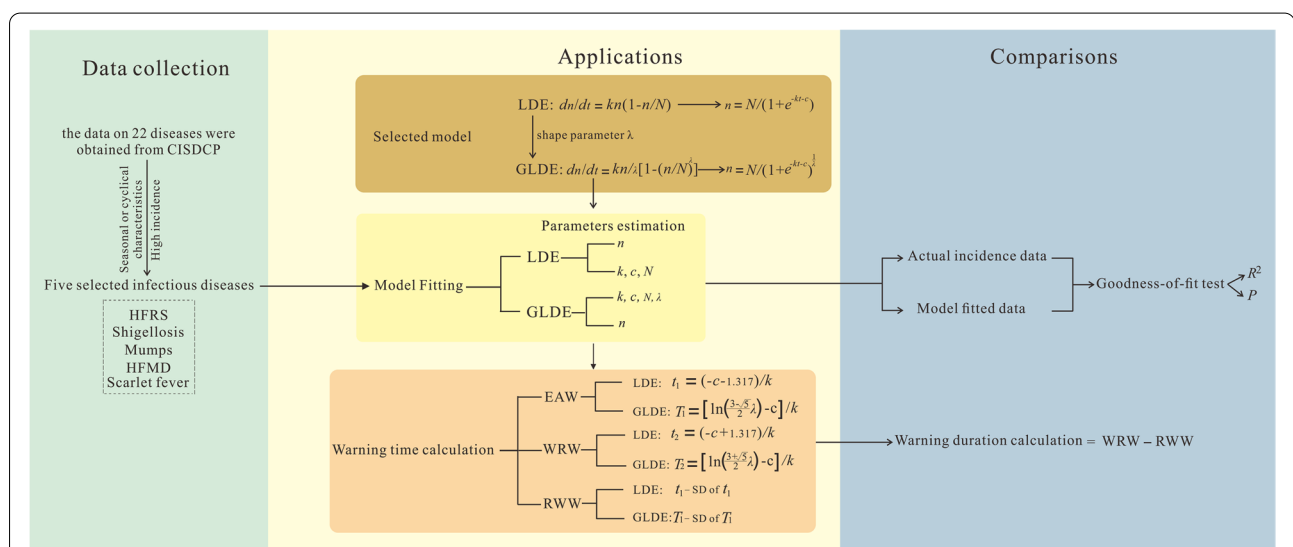 Data collection
the data on 22 diseases were
obtained from CISDCP
Seasonal or cyclical
characteristics
High incidence
Five selected infectious diseases
HFRS
Shigellosis
Mumps
HFMD
Scarlet fever
Applications
Selected model
LDE: dn/dt = kn(1-n/N) → n = N/(1+e^{-kt-c})
shape parameter λ
GLDE: dn/dt = kn/λ[1-(n/N)^λ] → n = N/(1+e^{-kt-c})^{1/λ}
Parameters estimation
Model Fitting
LDE
n
k, c, N
GLDE
k, c, N, λ
n
Warning time calculation
EAW
LDE: t₁ = (-c-1.317)/k
GLDE: T₁ = [ln(\frac{3-√5}{2}λ)-c]/k
WRW
LDE: t₂ = (-c+1.317)/k
GLDE: T₂ = [ln(\frac{3+√5}{2}λ)-c]/k
RWW
LDE: t₁ – SD of t₁
GLDE: T₁ – SD of T₁
Comparisons
Actual incidence data
Model fitted data
Goodness-of-fit test
R²
P
Warning duration calculation = WRW – RWW